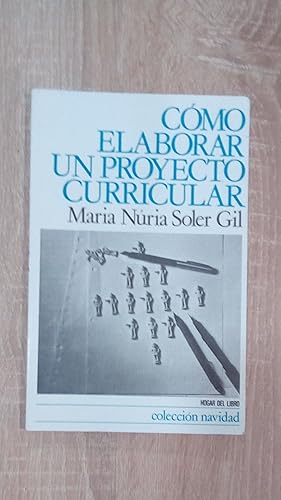 CÓMO
ELABORAR
UN PROYECTO
CURRICULAR
Maria Núria Soler Gil
HOGAR DEL LIBRO
colección navidad